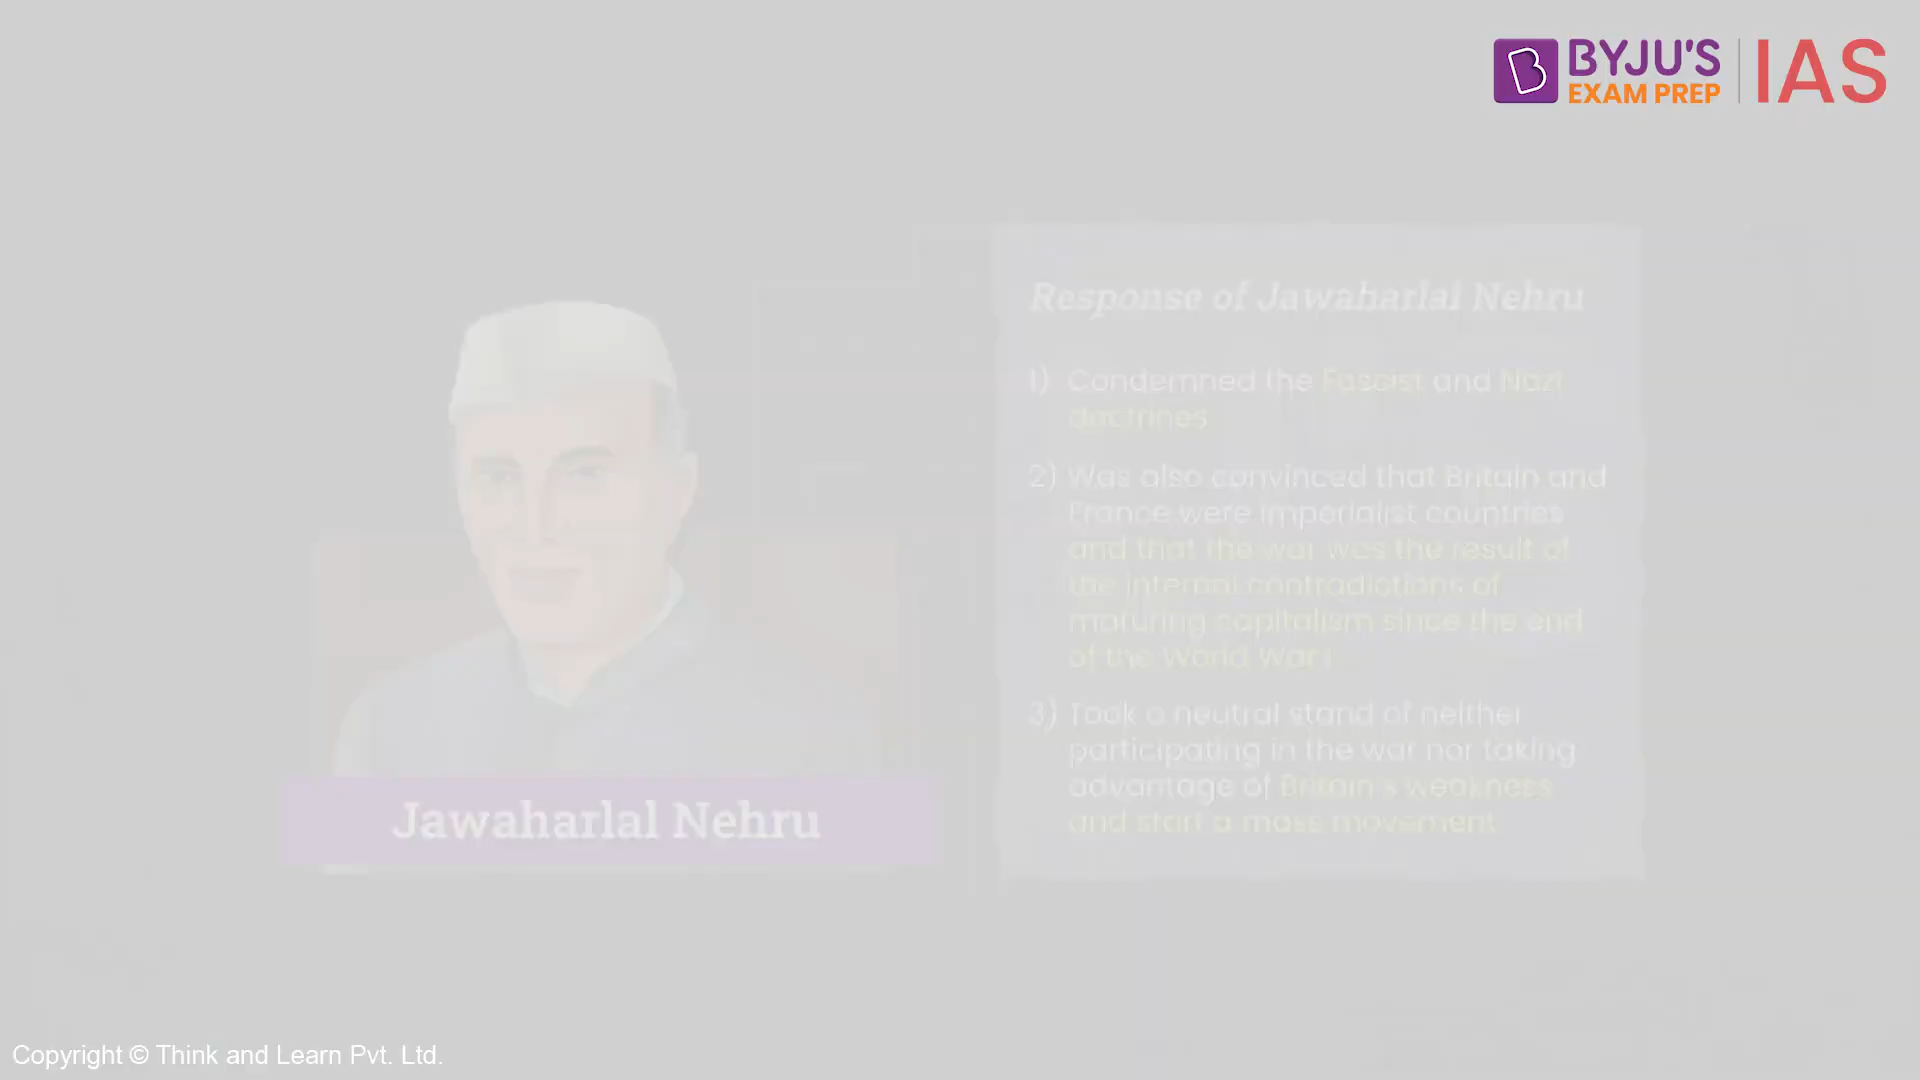 BYJU'S
EXAM PREP
IAS
Response of Jawaharlal Nehru
1) Condemned the Fascist and Nazi
doctrines
2) Was also convinced that Britain and
France were imperialist countries
and that the war was the result of
the internal contradictions of
maturing capitalism since the end
of the World War I
3) Took a neutral stand of neither
participating in the war nor taking
advantage of Britain's weakness
and start a mass movement
Jawaharlal Nehru
Copyright © Think and Learn Pvt. Ltd.